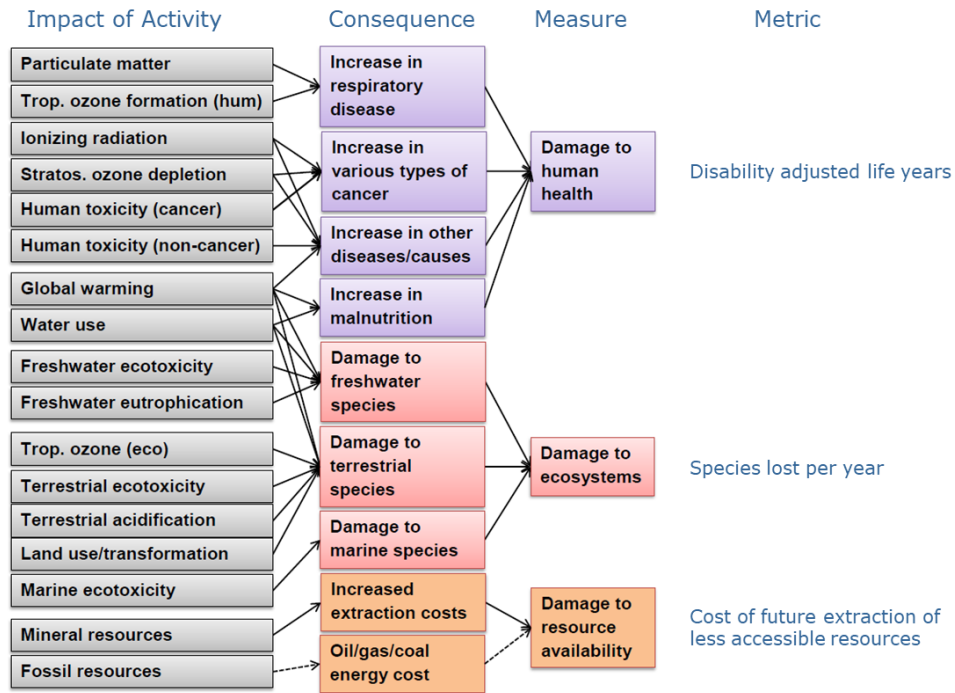 Impact of Activity
Consequence
Measure
Metric
Particulate matter
Trop. ozone formation (hum)
Ionizing radiation
Stratos. ozone depletion
Human toxicity (cancer)
Human toxicity (non-cancer)
Global warming
Water use
Freshwater ecotoxicity
Freshwater eutrophication
Trop. ozone (eco)
Terrestrial ecotoxicity
Terrestrial acidification
Land use/transformation
Marine ecotoxicity
Mineral resources
Fossil resources
Increase in
respiratory
disease
Increase in
various types of
cancer
Increase in other
diseases/causes
Increase in
malnutrition
Damage to
freshwater
species
Damage to
terrestrial
species
Damage to
marine species
Increased
extraction costs
Oil/gas/coal
energy cost
Damage to
human
health
Damage to
ecosystems
Damage to
resource
availability
Disability adjusted life years
Species lost per year
Cost of future extraction of
less accessible resources